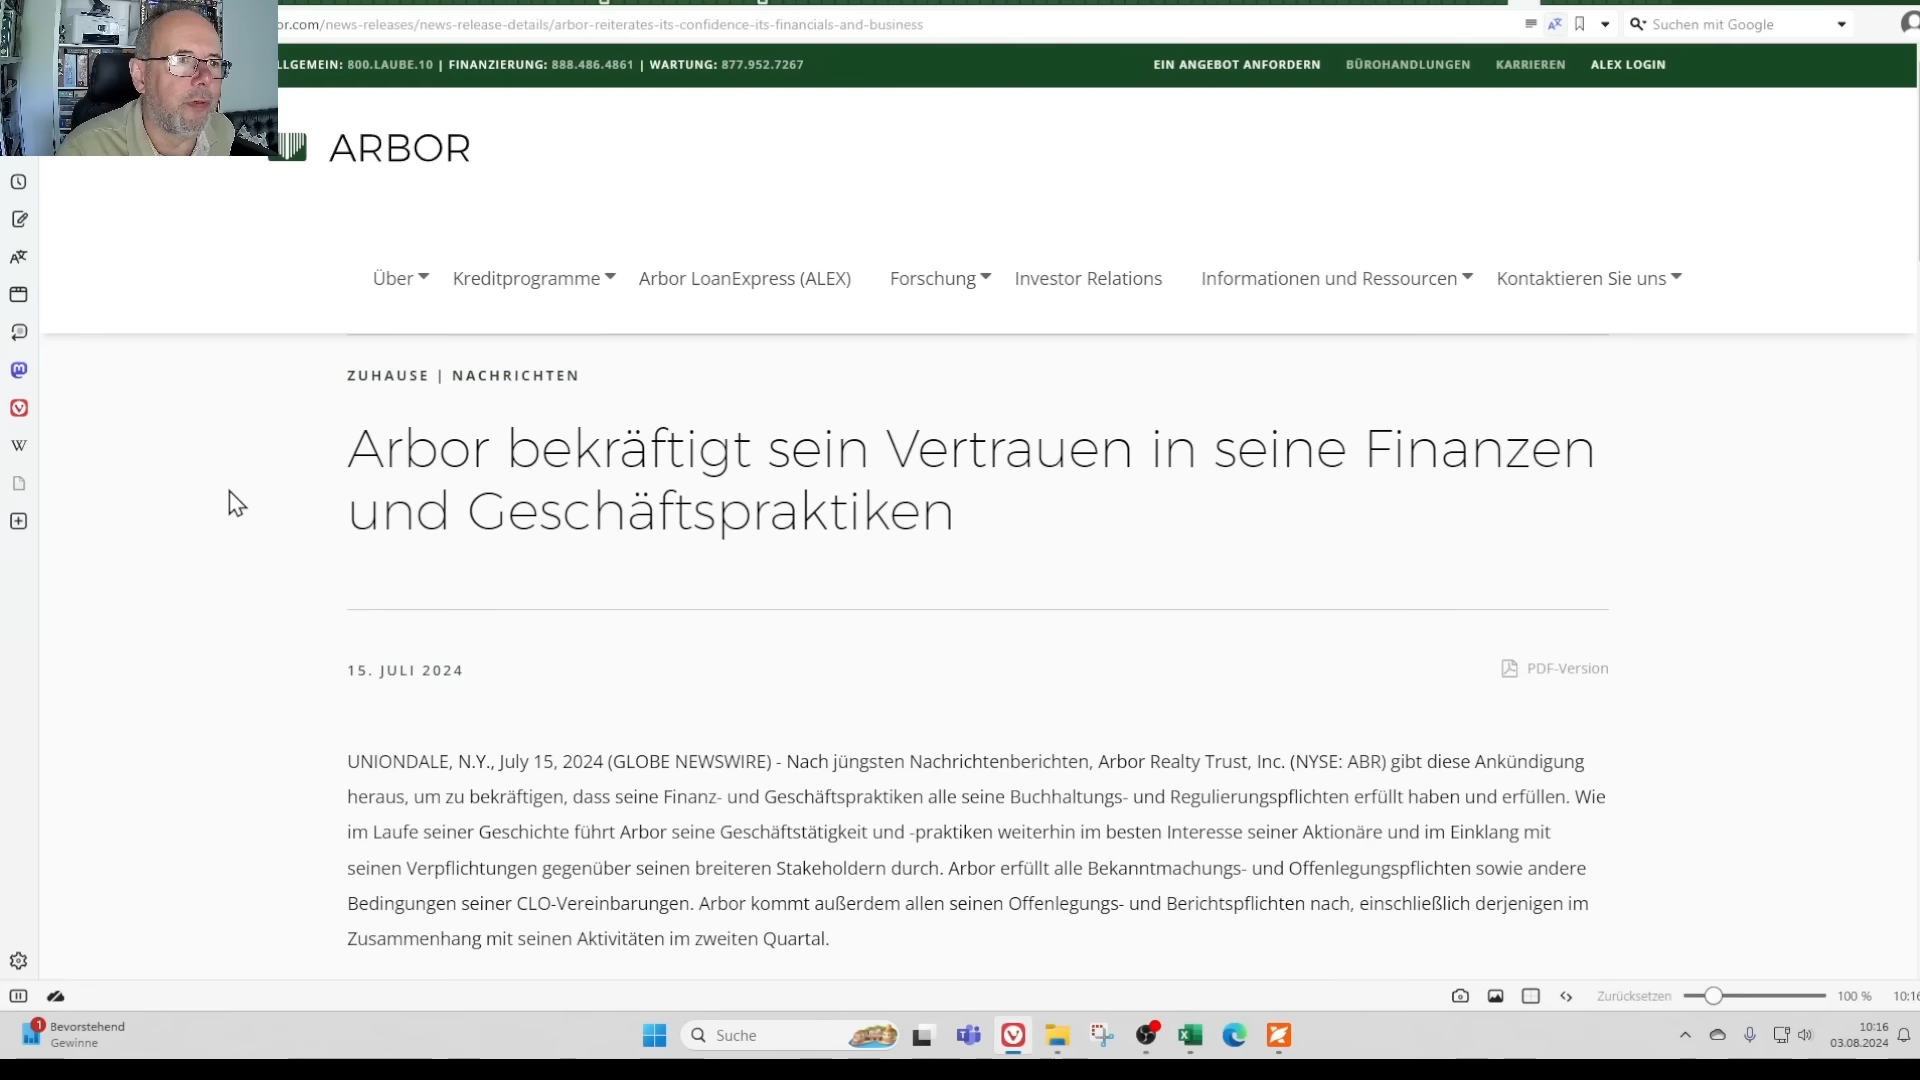 or.com/news-releases/news-release-details/arbor-reiterates-its-confidence-its-financials-and-business
Suchen mit Google
LLGEMEIN: 800.LAUBE.10 | FINANZIERUNG: 888.486.4861 | WARTUNG: 877.952.7267
EIN ANGEBOT ANFORDERN BÜROHANDLUNGEN KARRIEREN ALEX LOGIN
ARBOR
Über Kreditprogramme Arbor LoanExpress (ALEX) Forschung Investor Relations Informationen und Ressourcen Kontaktieren Sie uns
ZUHAUSE | NACHRICHTEN
Arbor bekräftigt sein Vertrauen in seine Finanzen
und Geschäftspraktiken
15. JULI 2024
PDF-Version
UNIONDALE, N.Y., July 15, 2024 (GLOBE NEWSWIRE) - Nach jüngsten Nachrichtenberichten, Arbor Realty Trust, Inc. (NYSE: ABR) gibt diese Ankündigung
heraus, um zu bekräftigen, dass seine Finanz- und Geschäftspraktiken alle seine Buchhaltungs- und Regulierungspflichten erfüllt haben und erfüllen. Wie
im Laufe seiner Geschichte führt Arbor seine Geschäftstätigkeit und -praktiken weiterhin im besten Interesse seiner Aktionäre und im Einklang mit
seinen Verpflichtungen gegenüber seinen breiteren Stakeholdern durch. Arbor erfüllt alle Bekanntmachungs- und Offenlegungspflichten sowie andere
Bedingungen seiner CLO-Vereinbarungen. Arbor kommt außerdem allen seinen Offenlegungs- und Berichtspflichten nach, einschließlich derjenigen im
Zusammenhang mit seinen Aktivitäten im zweiten Quartal.
Zurücksetzen 100 % 10:16
1 Bevorstehend
Gewinne
Suche
10:16
03.08.2024